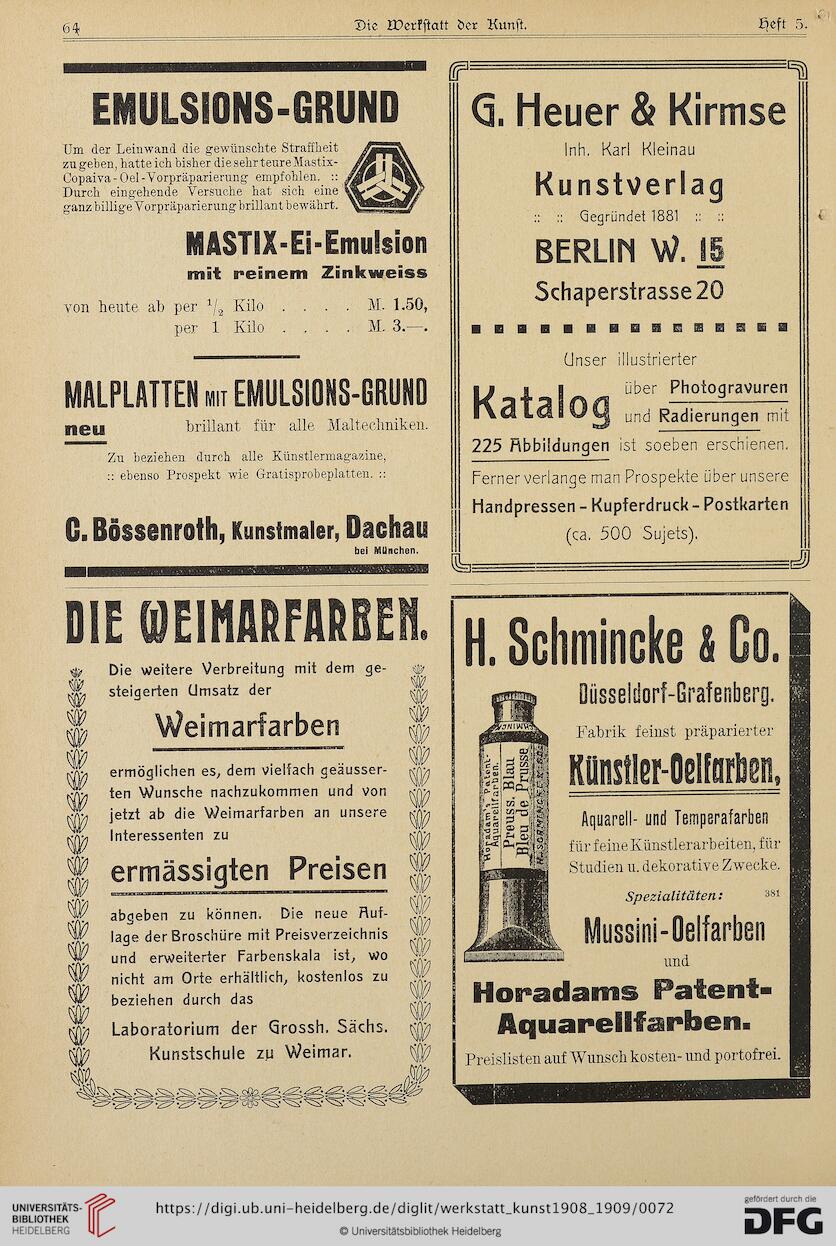 64
Die Werkstatt der Kunst.
Heft 5.
EMULSIONS-GRUND
Um der Leinwand die gewünschte Straffheit
zu geben, hatte ich bisher die sehr teure Mastix-
Copaiva-Oel-Vorpräparierung empfohlen. ::
Durch eingehende Versuche hat sich eine
ganz billige Vorpräparierung brillant bewährt.
MASTIX-Ei-Emulsion
mit reinem Zinkweiss
von heute ab per 1/2 Kilo . . . . M. 1.50,
per 1 Kilo . . . . M. 3.—.
MALPLATTEN MIT EMULSIONS-GRUND
neu brillant für alle Maltechniken.
Zu beziehen durch alle Künstlermagazine,
:: ebenso Prospekt wie Gratisprobeplatten. ::
C. Bössenroth, Kunstmaler, Dachau
bei München.
G. Heuer & Kirmse
Inh. Karl Kleinau
Kunstverlag
:: :: Gegründet 1881 :: ::
BERLIN W. 15
Schaperstrasse 20
Unser illustrierter
Katalog
über Photogravuren
und Radierungen mit
225 Abbildungen ist soeben erschienen.
Ferner verlange man Prospekte über unsere
Handpressen - Kupferdruck - Postkarten
(ca. 500 Sujets).
DIE WEIMARFARBEN.
Die weitere Verbreitung mit dem ge-
steigerten Umsatz der
Weimarfarben
ermöglichen es, dem vielfach geäusser-
ten Wunsche nachzukommen und von
jetzt ab die Weimarfarben an unsere
Interessenten zu
ermässigten Preisen
abgeben zu können. Die neue Auf-
lage der Broschüre mit Preisverzeichnis
und erweiterter Farbenskala ist, wo
nicht am Orte erhältlich, kostenlos zu
beziehen durch das
Laboratorium der Grossh. Sächs.
Kunstschule zu Weimar.
H. Schmincke & Co.
Düsseldorf-Grafenberg.
Fabrik feinst präparierter
Künstler-Oelfarben,
Aquarell- und Temperafarben
für feine Künstlerarbeiten, für
Studien u. dekorative Zwecke.
Spezialitäten: 381
Mussini-Oelfarben
und
Horadams Patent-
Aquarellfarben.
Preislisten auf Wunsch kosten- und portofrei.
Horadam's Patent-
Aquarellfarben.
Preuss. Blau
Bleu de Prusse
H. SCHMINCKE & Co.
UNIVERSITÄTS-
BIBLIOTHEK
HEIDELBERG
https://digi.ub.uni-heidelberg.de/diglit/werkstatt_kunst1908_1909/0072
© Universitätsbibliothek Heidelberg
gefördert durch die
DFG